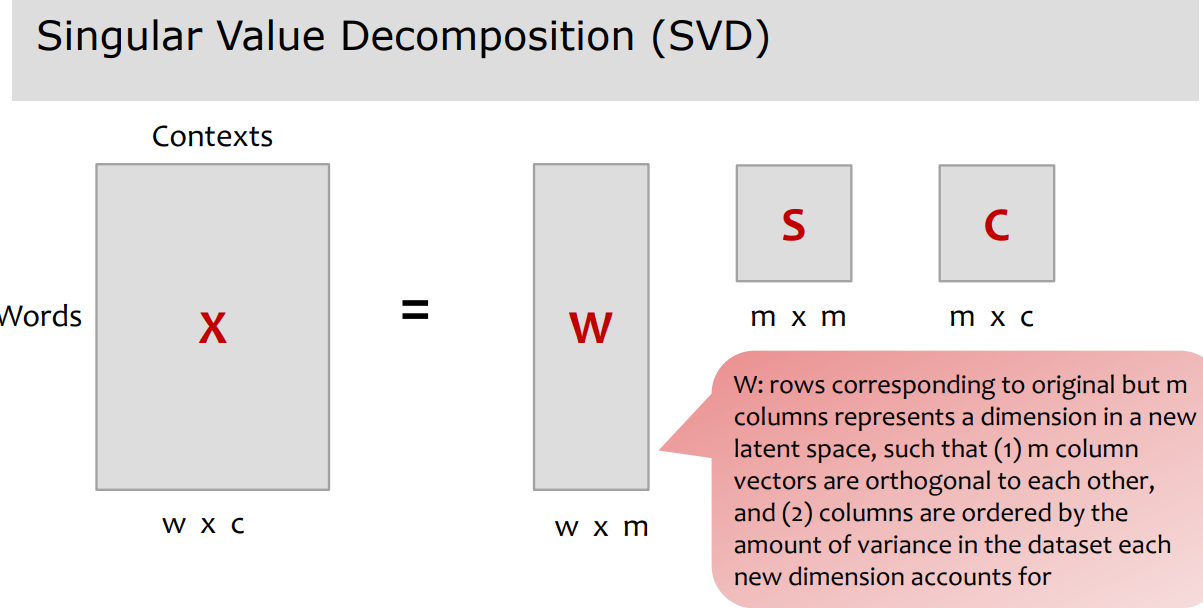 Singular Value Decomposition (SVD)
Contexts
Words
X
=
W
S
C
w x c
w x m
m x m
m x c
W: rows corresponding to original but m
columns represents a dimension in a new
latent space, such that (1) m column
vectors are orthogonal to each other,
and (2) columns are ordered by the
amount of variance in the dataset each
new dimension accounts for